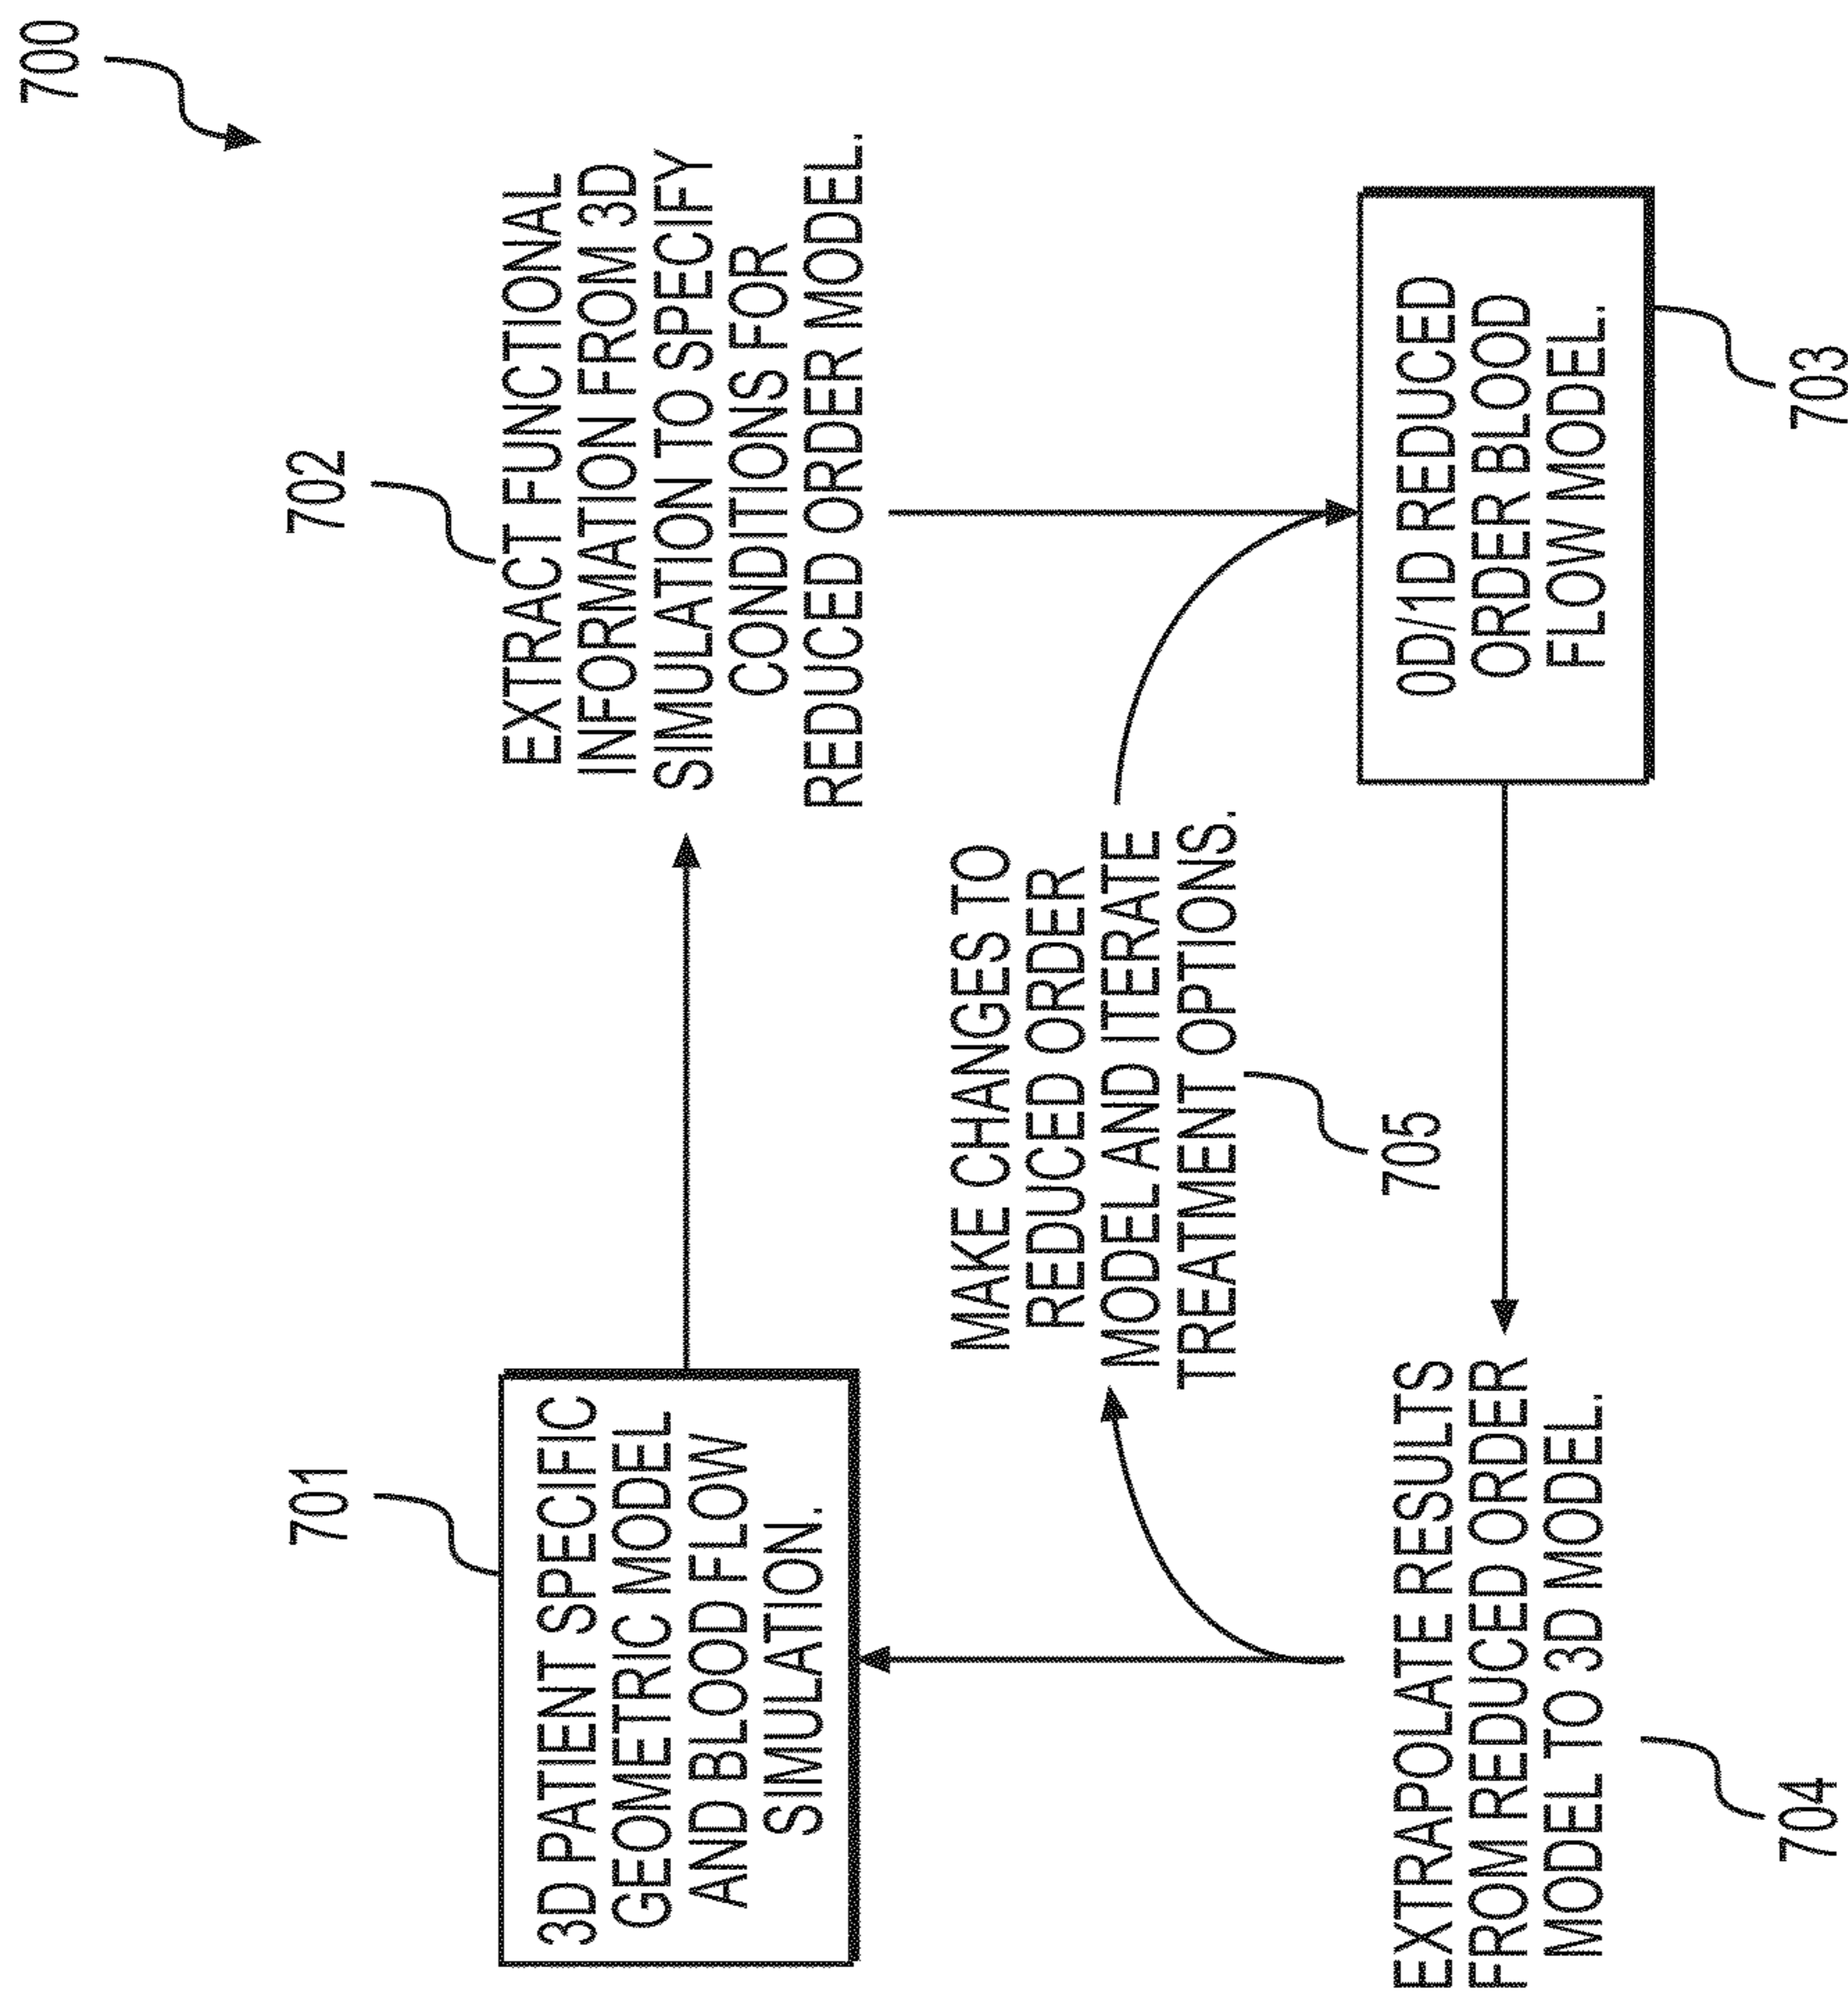 700
701
3D PATIENT SPECIFIC
GEOMETRIC MODEL
AND BLOOD FLOW
SIMULATION.
702
EXTRACT FUNCTIONAL
INFORMATION FROM 3D
SIMULATION TO SPECIFY
CONDITIONS FOR
REDUCED ORDER MODEL.
MAKE CHANGES TO
REDUCED ORDER
MODEL AND ITERATE
TREATMENT OPTIONS.
705
EXTRAPOLATE RESULTS
FROM REDUCED ORDER
MODEL TO 3D MODEL.
704
0D/1D REDUCED
ORDER BLOOD
FLOW MODEL.
703